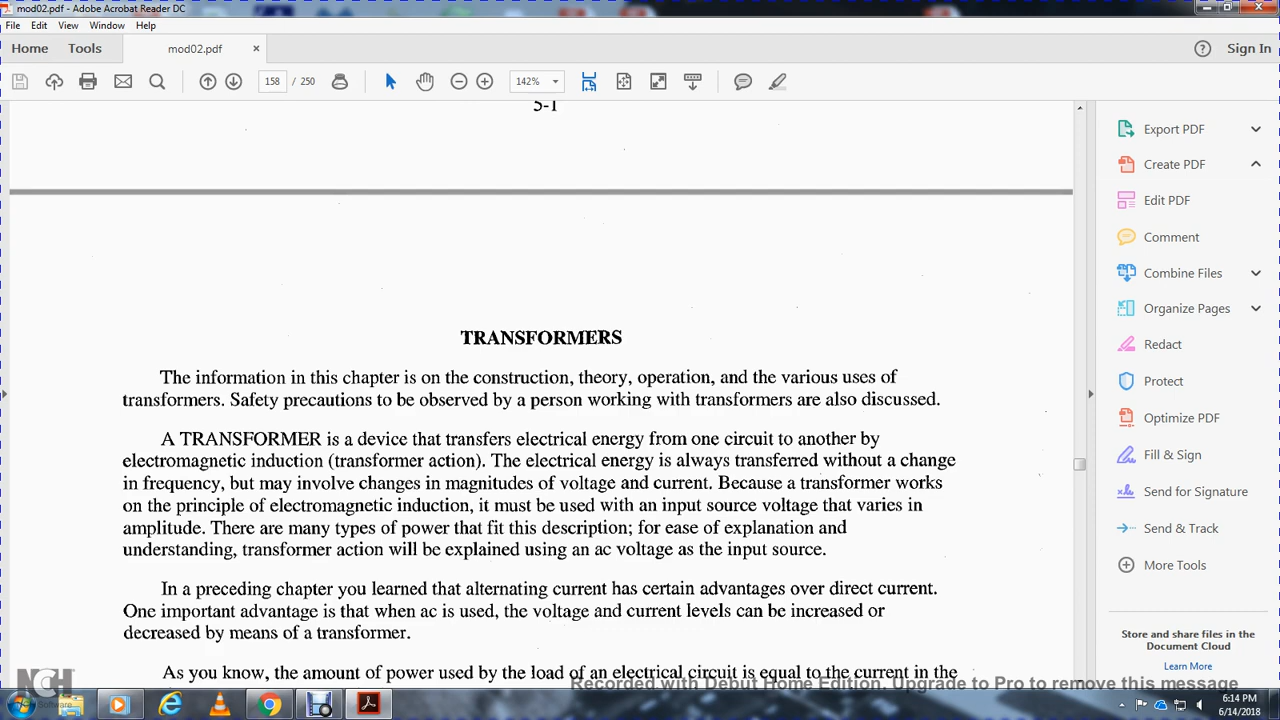 mod02.pdf - Adobe Acrobat Reader DC
File Edit View Window Help
Home Tools mod02.pdf × Sign In
158 / 250 142%
5-1
TRANSFORMERS
The information in this chapter is on the construction, theory, operation, and the various uses of
transformers. Safety precautions to be observed by a person working with transformers are also discussed.
A TRANSFORMER is a device that transfers electrical energy from one circuit to another by
electromagnetic induction (transformer action). The electrical energy is always transferred without a change
in frequency, but may involve changes in magnitudes of voltage and current. Because a transformer works
on the principle of electromagnetic induction, it must be used with an input source voltage that varies in
amplitude. There are many types of power that fit this description; for ease of explanation and
understanding, transformer action will be explained using an ac voltage as the input source.
In a preceding chapter you learned that alternating current has certain advantages over direct current.
One important advantage is that when ac is used, the voltage and current levels can be increased or
decreased by means of a transformer.
As you know, the amount of power used by the load of an electrical circuit is equal to the current in the
Export PDF
Create PDF
Edit PDF
Comment
Combine Files
Organize Pages
Redact
Protect
Optimize PDF
Fill & Sign
Send for Signature
Send & Track
More Tools
Store and share files in the
Document Cloud
Learn More
NCH
Software
Recorded with Debut Home Edition. Upgrade to Pro to remove this message
6:14 PM
6/14/2018